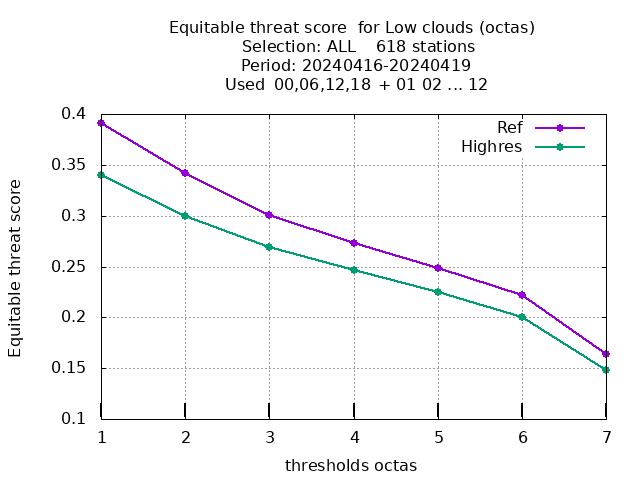 Equitable threat score  for Low clouds (octas)
Selection: ALL    618 stations
Period: 20240416-20240419
Used  00,06,12,18  + 01 02 ... 12
Ref
Highres
Equitable threat score
0.4
0.35
0.3
0.25
0.2
0.15
0.1
1 2 3 4 5 6 7
thresholds octas